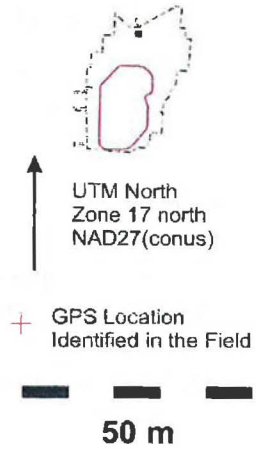 UTM North
Zone 17 north
NAD27(conus)
GPS Location
Identified in the Field
50 m